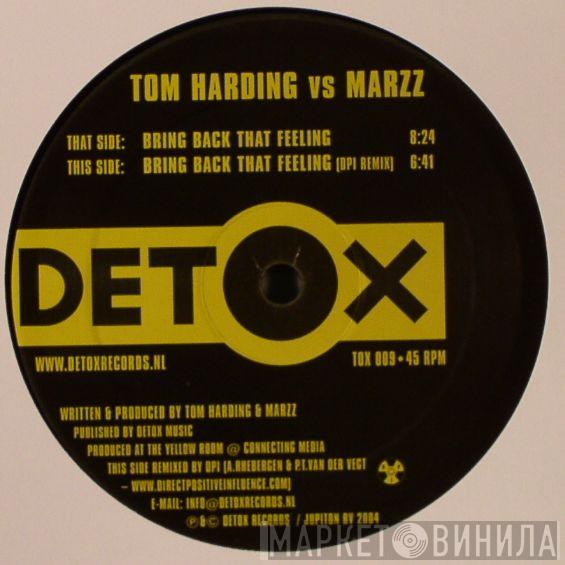 TOM HARDING VS MARZZ
THAT SIDE: BRING BACK THAT FEELING 8:24
THIS SIDE: BRING BACK THAT FEELING (DPI REMIX) 6:41
DETOX
WWW.DETOXRECORDS.NL TOX 009 • 45 RPM
WRITTEN & PRODUCED BY TOM HARDING & MARZZ
PUBLISHED BY DETOX MUSIC
PRODUCED AT THE YELLOW ROOM @ CONNECTING MEDIA
THIS SIDE REMIXED BY DPI (A.RHEBERGEN & P.T.VAN DER VEGT
– WWW.DIRECTPOSITIVEINFLUENCE.COM)
E-MAIL: INFO@DETOXRECORDS.NL
℗ & © DETOX RECORDS / JUPITON BV 2004
МАРКЕТ ВИНИЛА